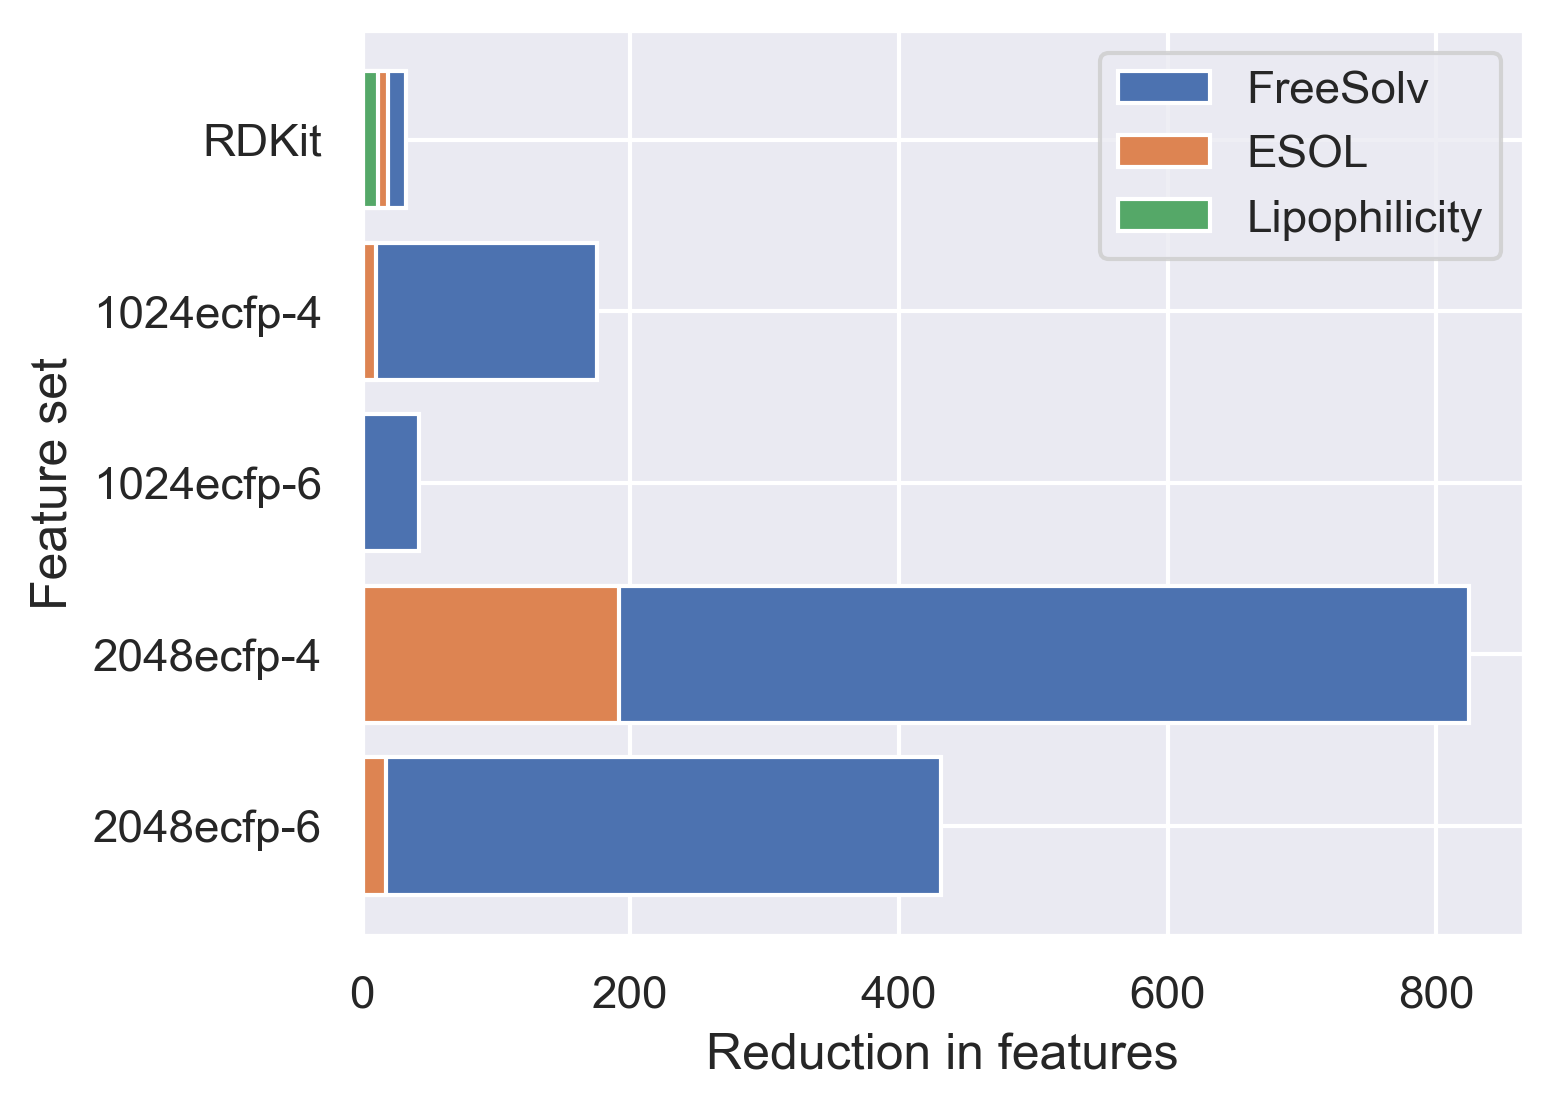 FreeSolv
ESOL
Lipophilicity
RDKit
1024ecfp-4
1024ecfp-6
2048ecfp-4
2048ecfp-6
Feature set
0 200 400 600 800
Reduction in features